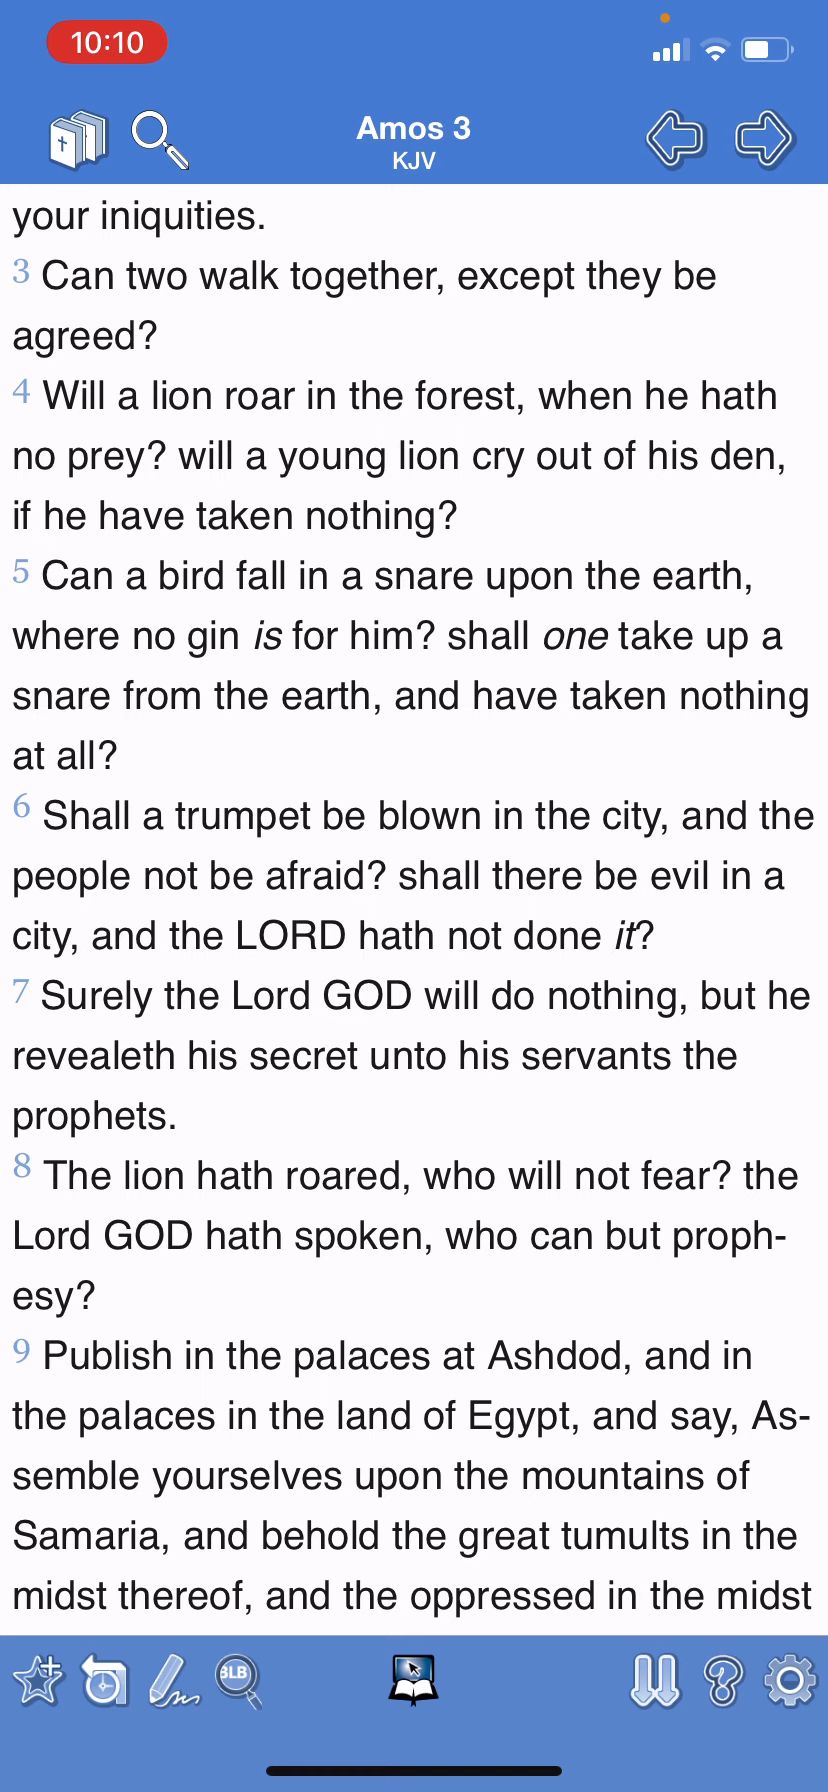 10:10
Amos 3
KJV
your iniquities.
3 Can two walk together, except they be
agreed?
4 Will a lion roar in the forest, when he hath
no prey? will a young lion cry out of his den,
if he have taken nothing?
5 Can a bird fall in a snare upon the earth,
where no gin is for him? shall one take up a
snare from the earth, and have taken nothing
at all?
6 Shall a trumpet be blown in the city, and the
people not be afraid? shall there be evil in a
city, and the LORD hath not done it?
7 Surely the Lord GOD will do nothing, but he
revealeth his secret unto his servants the
prophets.
8 The lion hath roared, who will not fear? the
Lord GOD hath spoken, who can but proph-
esy?
9 Publish in the palaces at Ashdod, and in
the palaces in the land of Egypt, and say, As-
semble yourselves upon the mountains of
Samaria, and behold the great tumults in the
midst thereof, and the oppressed in the midst
BLB